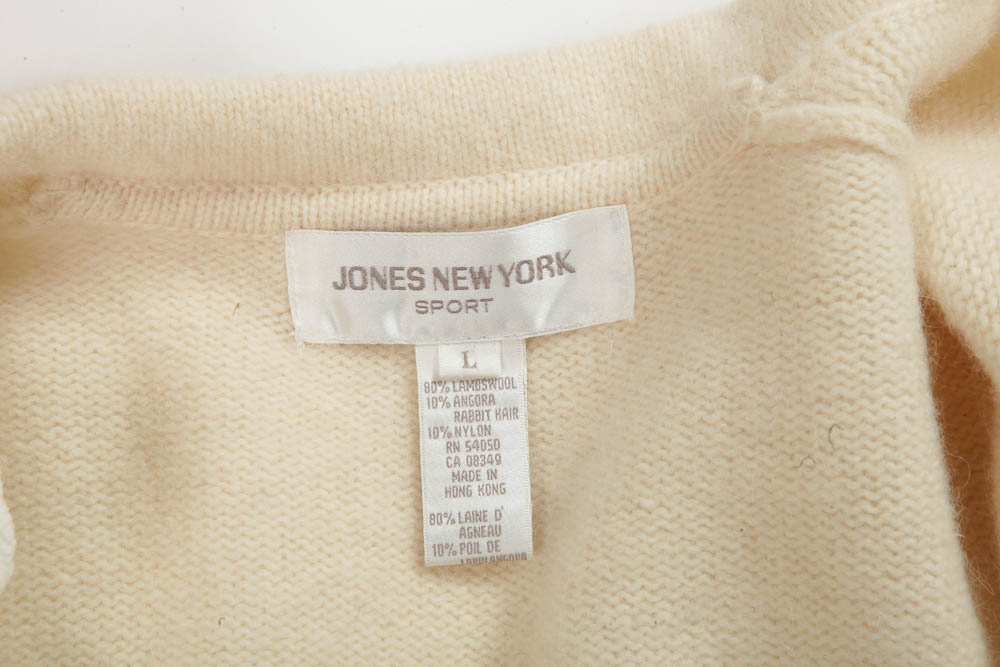 JONES NEW YORK
SPORT
L
80% LAMBSWOOL
10% ANGORA
RABBIT HAIR
10% NYLON
RN 54050
CA 08349
MADE IN
HONG KONG
80% LAINE D'
AGNEAU
10% POIL DE